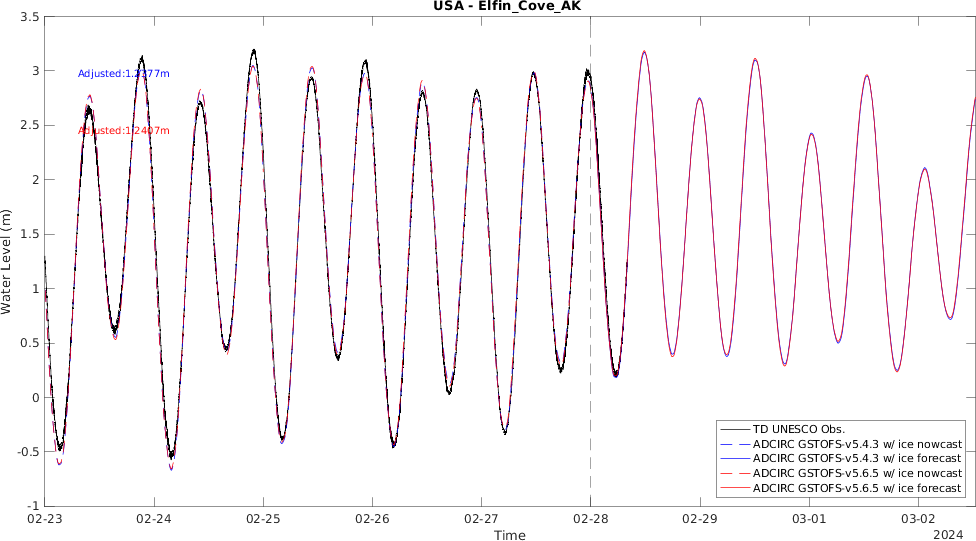 USA - Elfin_Cove_AK
3.5
3
2.5
2
1.5
1
0.5
0
-0.5
-1
Water Level (m)
Adjusted:1.2377m
Adjusted:1.2407m
TD UNESCO Obs.
ADCIRC GSTOFS-v5.4.3 w/ ice nowcast
ADCIRC GSTOFS-v5.4.3 w/ ice forecast
ADCIRC GSTOFS-v5.6.5 w/ ice nowcast
ADCIRC GSTOFS-v5.6.5 w/ ice forecast
02-23 02-24 02-25 02-26 02-27 02-28 02-29 03-01 03-02
Time
2024